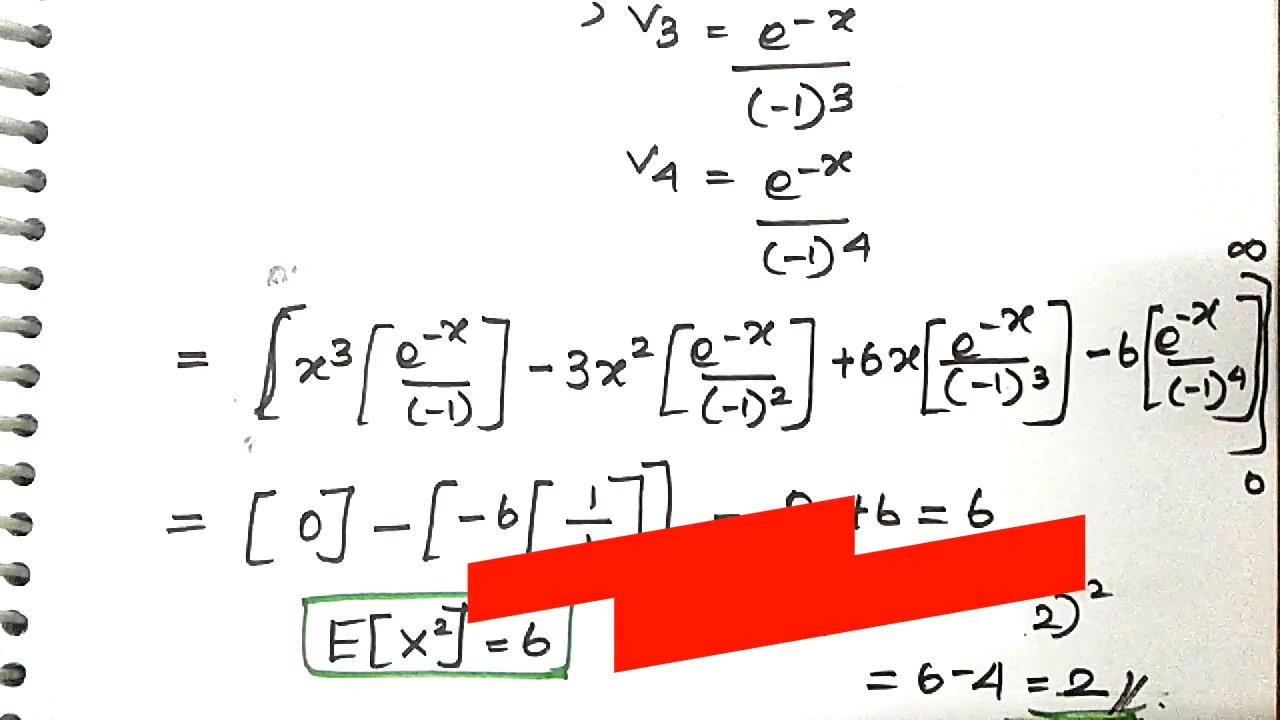 , V3 = e^-x / (-1)^3
V4 = e^-x / (-1)^4
= [x^3 [e^-x / (-1)] - 3x^2 [e^-x / (-1)^2] + 6x [e^-x / (-1)^3] - 6 [e^-x / (-1)^4]]_0^∞
= [0] - [-6[1/ ]] = +6 = 6
E[X^2] = 6
2)^2
= 6-4 = 2 //.